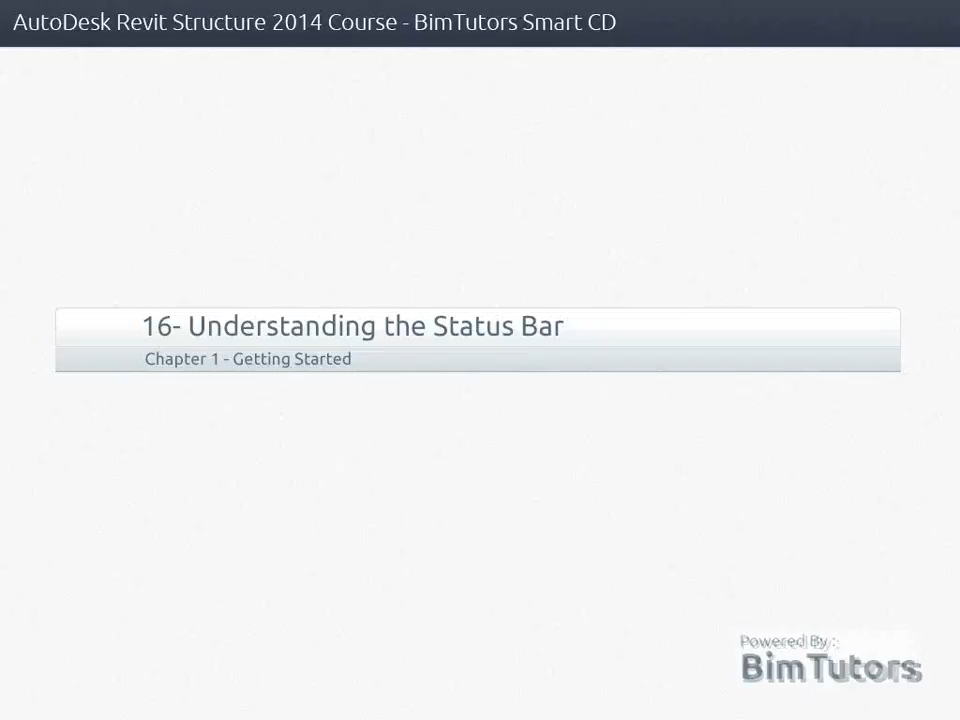 AutoDesk Revit Structure 2014 Course - BimTutors Smart CD
16- Understanding the Status Bar
Chapter 1 - Getting Started
Powered By :
BimTutors